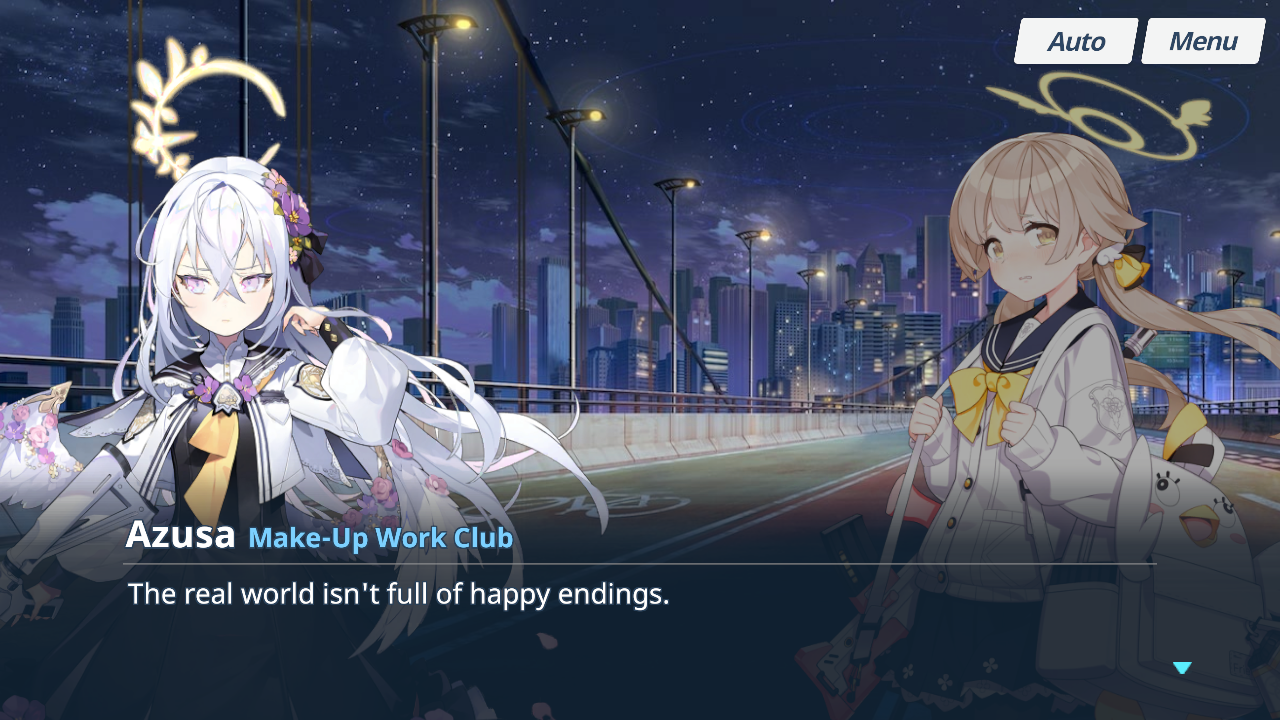 Auto
Menu
Azusa Make-Up Work Club
The real world isn't full of happy endings.